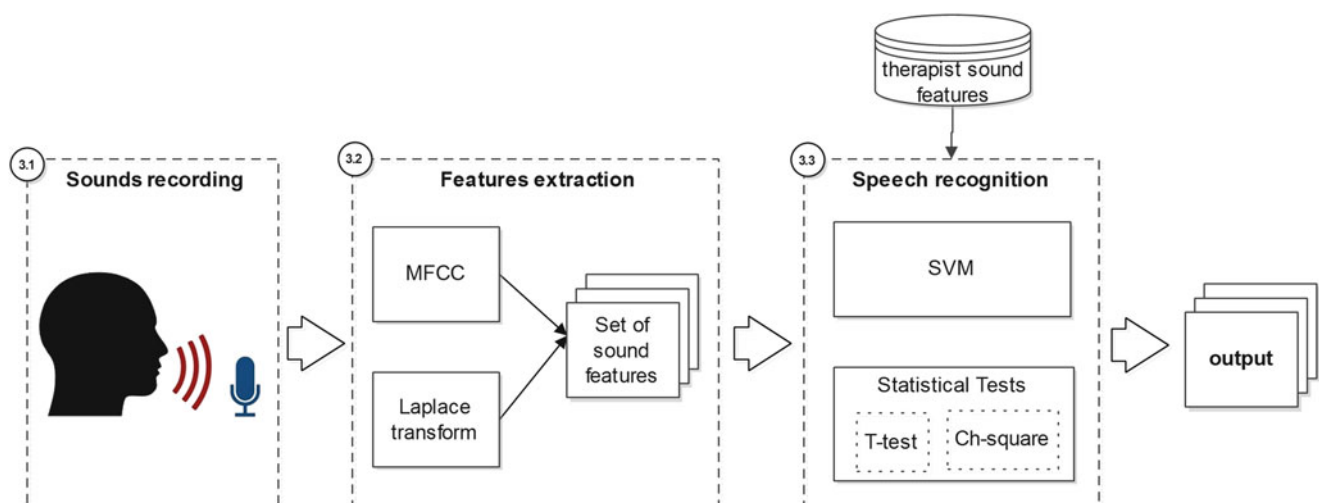 therapist sound
features
3.1
Sounds recording
3.2
Features extraction
MFCC
Laplace
transform
Set of
sound
features
3.3
Speech recognition
SVM
Statistical Tests
T-test
Ch-square
output